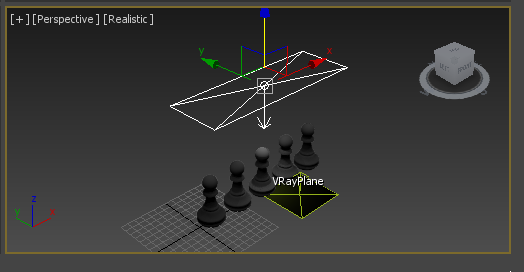 [+] [Perspective] [Realistic]
z
y
x
VRayPlane
z
y
x